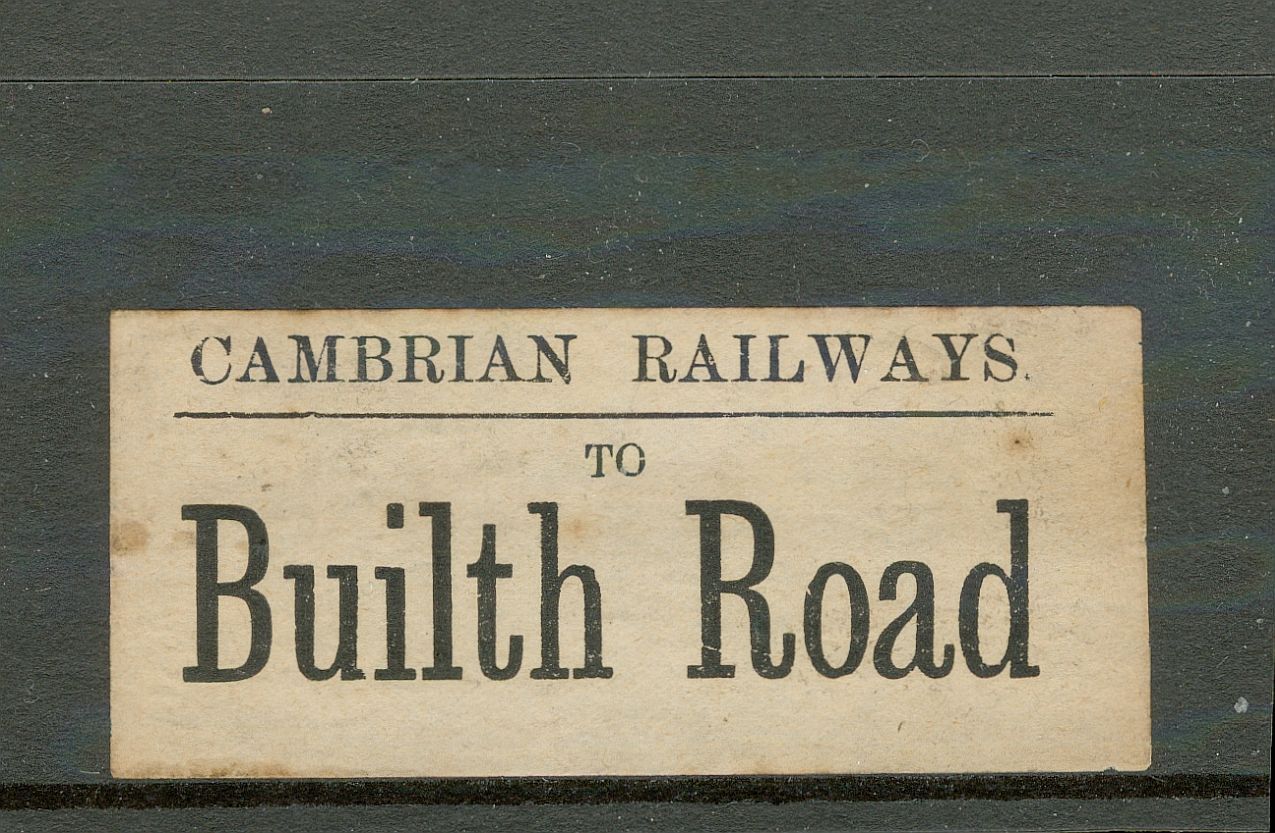 CAMBRIAN RAILWAYS.
TO
Builth Road